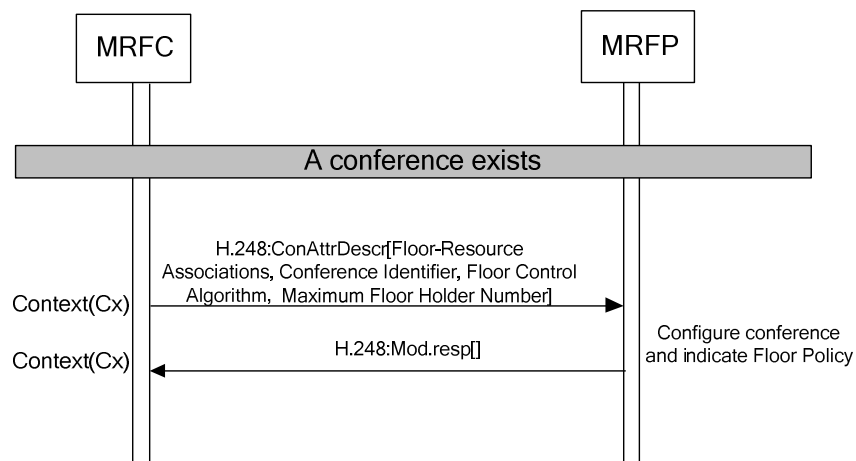 MRFC
MRFP
A conference exists
H.248:ConAttrDescr[Floor-Resource
Associations, Conference Identifier, Floor Control
Algorithm, Maximum Floor Holder Number]
Context(Cx)
Configure conference
and indicate Floor Policy
H.248:Mod.resp[]
Context(Cx)